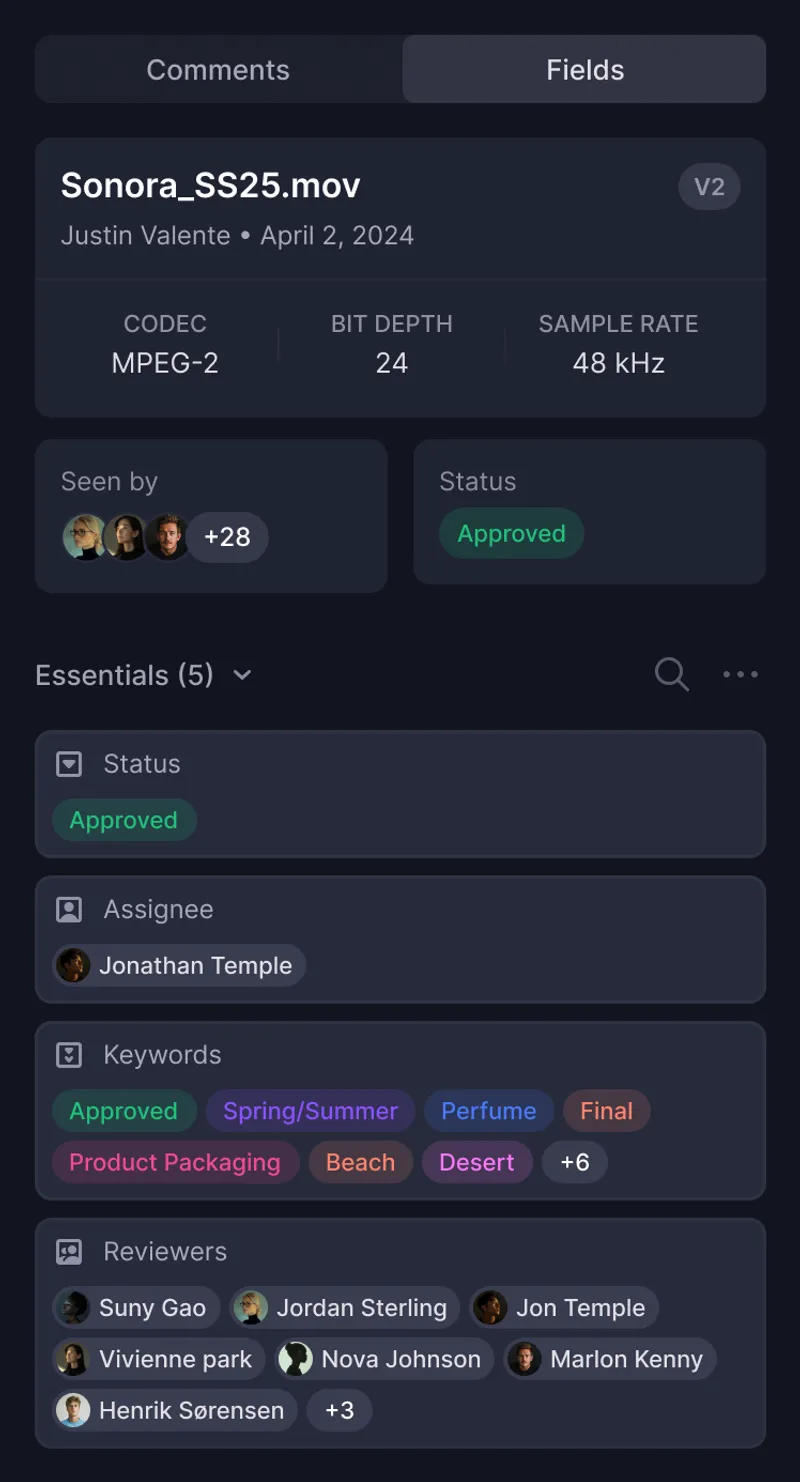 Comments Fields
Sonora_SS25.mov V2
Justin Valente • April 2, 2024
CODEC BIT DEPTH SAMPLE RATE
MPEG-2 24 48 kHz
Seen by Status
+28 Approved
Essentials (5)
Status
Approved
Assignee
Jonathan Temple
Keywords
Approved Spring/Summer Perfume Final
Product Packaging Beach Desert +6
Reviewers
Suny Gao Jordan Sterling Jon Temple
Vivienne park Nova Johnson Marlon Kenny
Henrik Sørensen +3